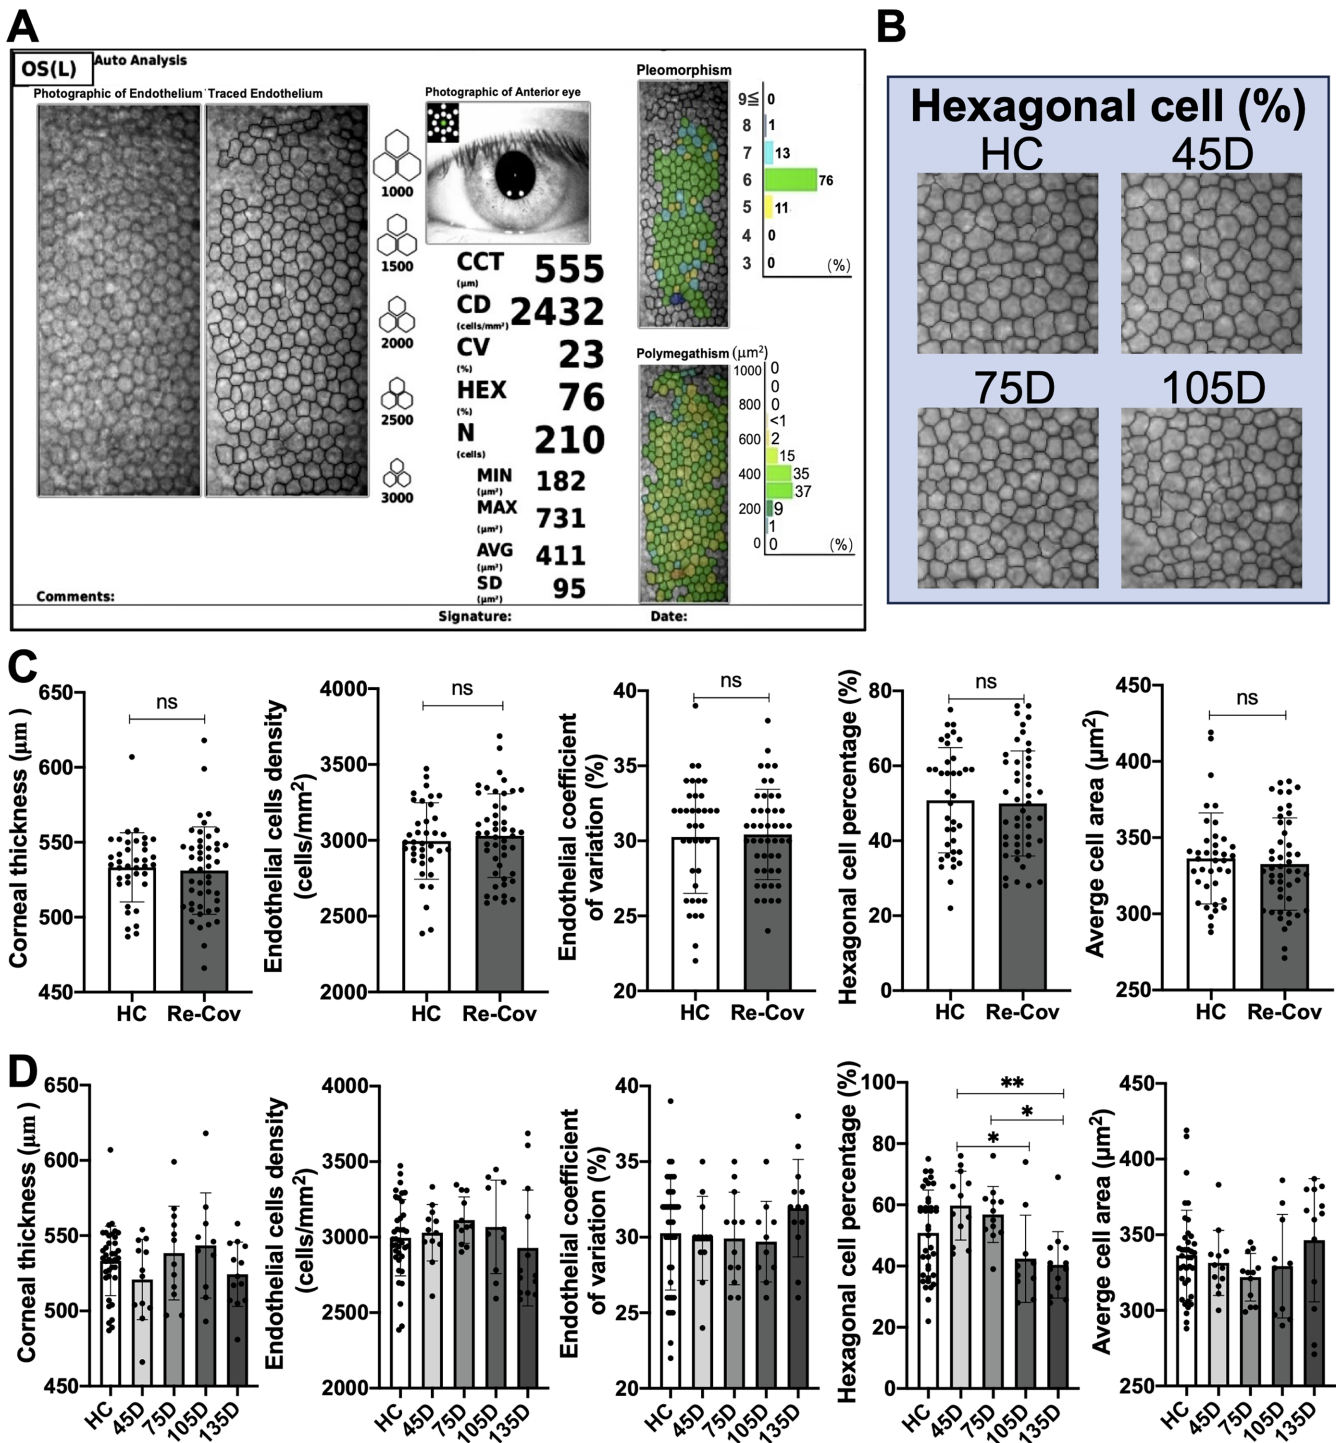 A
OS(L)
Auto Analysis
Photographic of Endothelium
Traced Endothelium
1000
1500
2000
2500
3000
Photographic of Anterior eye
CCT (μm) 555
CD (cells/mm²) 2432
CV (%) 23
HEX (%) 76
N (cells) 210
MIN (μm²) 182
MAX (μm²) 731
AVG (μm²) 411
SD (μm²) 95
Pleomorphism
9≦ 0
8 1
7 13
6 76
5 11
4 0
3 0
(%)
Polymegathism (μm²)
1000 0
0
800 0
<1
600 2
15
400 35
37
200 9
1
0 0
(%)
Comments:
Signature:
Date:
B
Hexagonal cell (%)
HC
45D
75D
105D
C
Corneal thickness (μm )
650
600
550
500
450
ns
HC
Re-Cov
Endothelial cells density
(cells/mm²)
4000
3500
3000
2500
2000
ns
HC
Re-Cov
Endothelial coefficient
of variation (%)
40
35
30
25
20
ns
HC
Re-Cov
Hexagonal cell percentage (%)
80
60
40
20
0
ns
HC
Re-Cov
Averge cell area (μm²)
450
400
350
300
250
ns
HC
Re-Cov
D
Corneal thickness (μm )
650
600
550
500
450
HC
45D
75D
105D
135D
Endothelial cells density
(cells/mm²)
4000
3500
3000
2500
2000
HC
45D
75D
105D
135D
Endothelial coefficient
of variation (%)
40
35
30
25
20
HC
45D
75D
105D
135D
Hexagonal cell percentage (%)
100
80
60
40
20
0
**
*
*
HC
45D
75D
105D
135D
Averge cell area (μm²)
450
400
350
300
250
HC
45D
75D
105D
135D